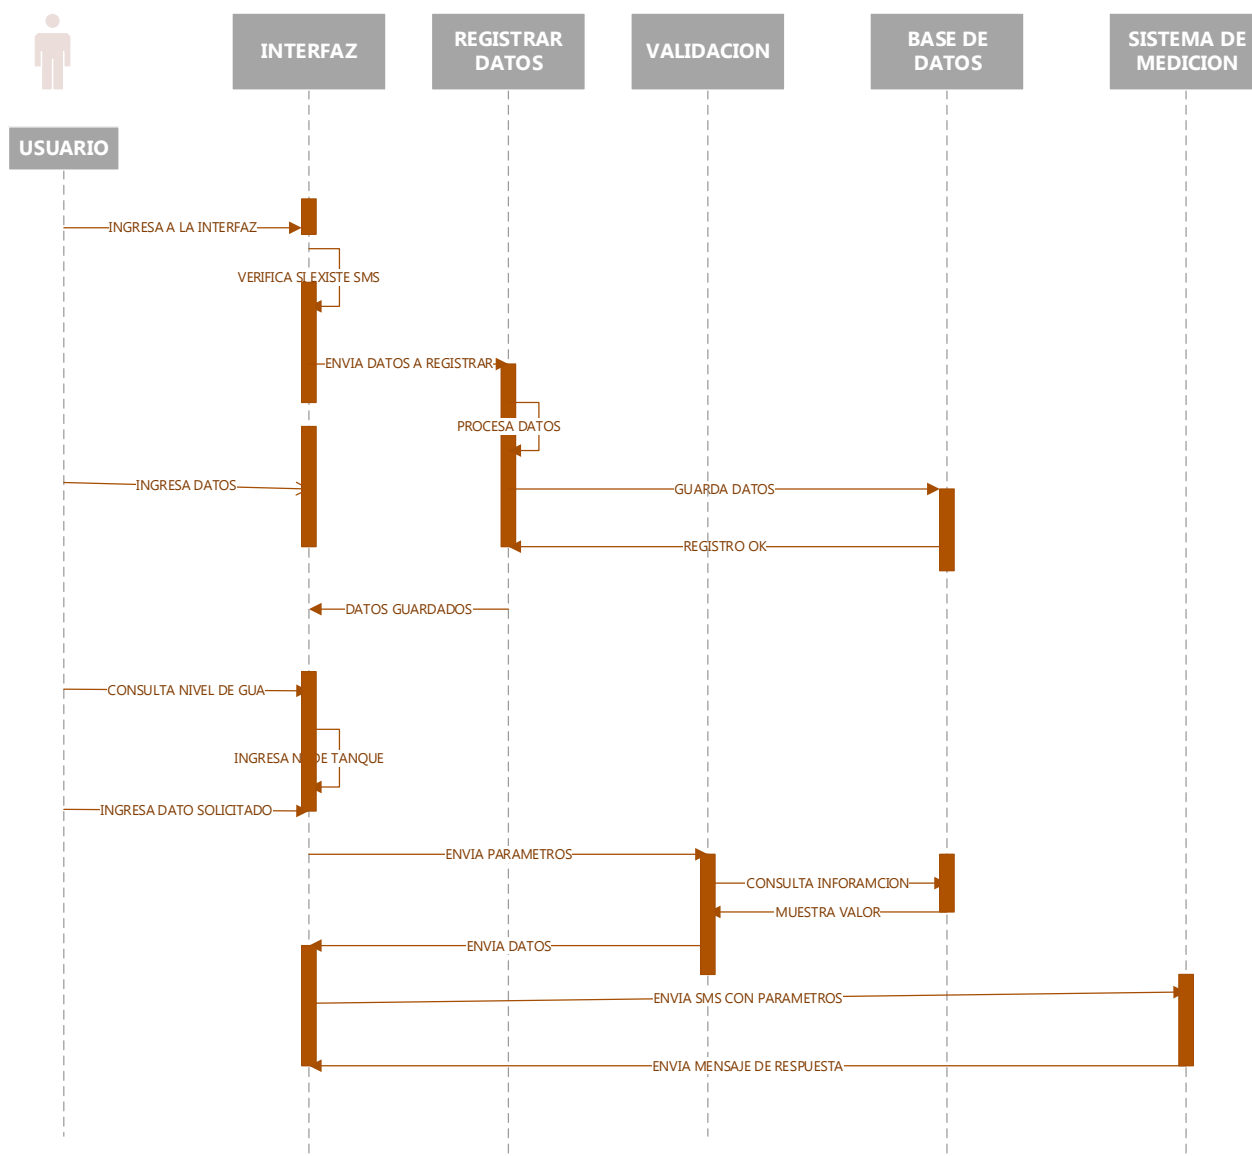 INTERFAZ
REGISTRAR
DATOS
VALIDACION
BASE DE
DATOS
SISTEMA DE
MEDICION
USUARIO
INGRESA A LA INTERFAZ
VERIFICA SI EXISTE SMS
ENVIA DATOS A REGISTRAR
PROCESA DATOS
INGRESA DATOS
GUARDA DATOS
REGISTRO OK
DATOS GUARDADOS
CONSULTA NIVEL DE GUA
INGRESA DE TANQUE
INGRESA DATO SOLICITADO
ENVIA PARAMETROS
CONSULTA INFORAMCION
MUESTRA VALOR
ENVIA DATOS
ENVIA SMS CON PARAMETROS
ENVIA MENSAJE DE RESPUESTA